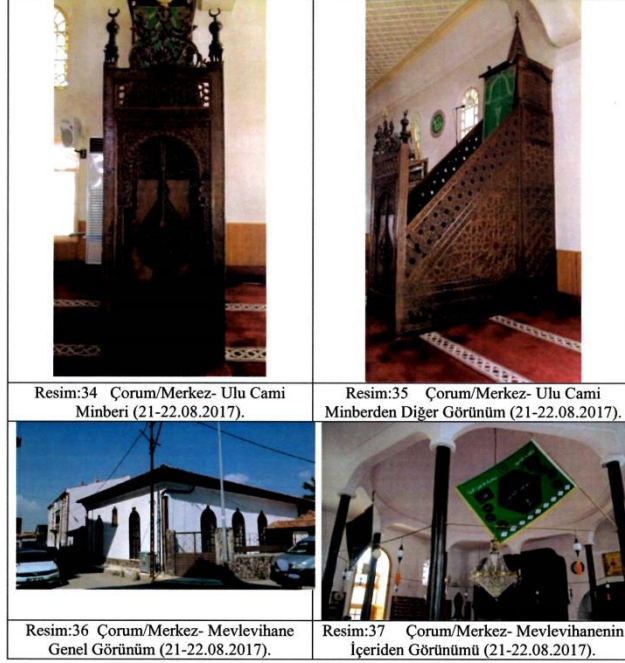 Resim:34 Çorum/Merkez- Ulu Cami
Minberi (21-22.08.2017).
Resim:35 Çorum/Merkez- Ulu Cami
Minberden Diğer Görünüm (21-22.08.2017).
Resim:36 Çorum/Merkez- Mevlevihane
Genel Görünüm (21-22.08.2017).
Resim:37 Çorum/Merkez- Mevlevihanenin
İçeriden Görünümü (21-22.08.2017).